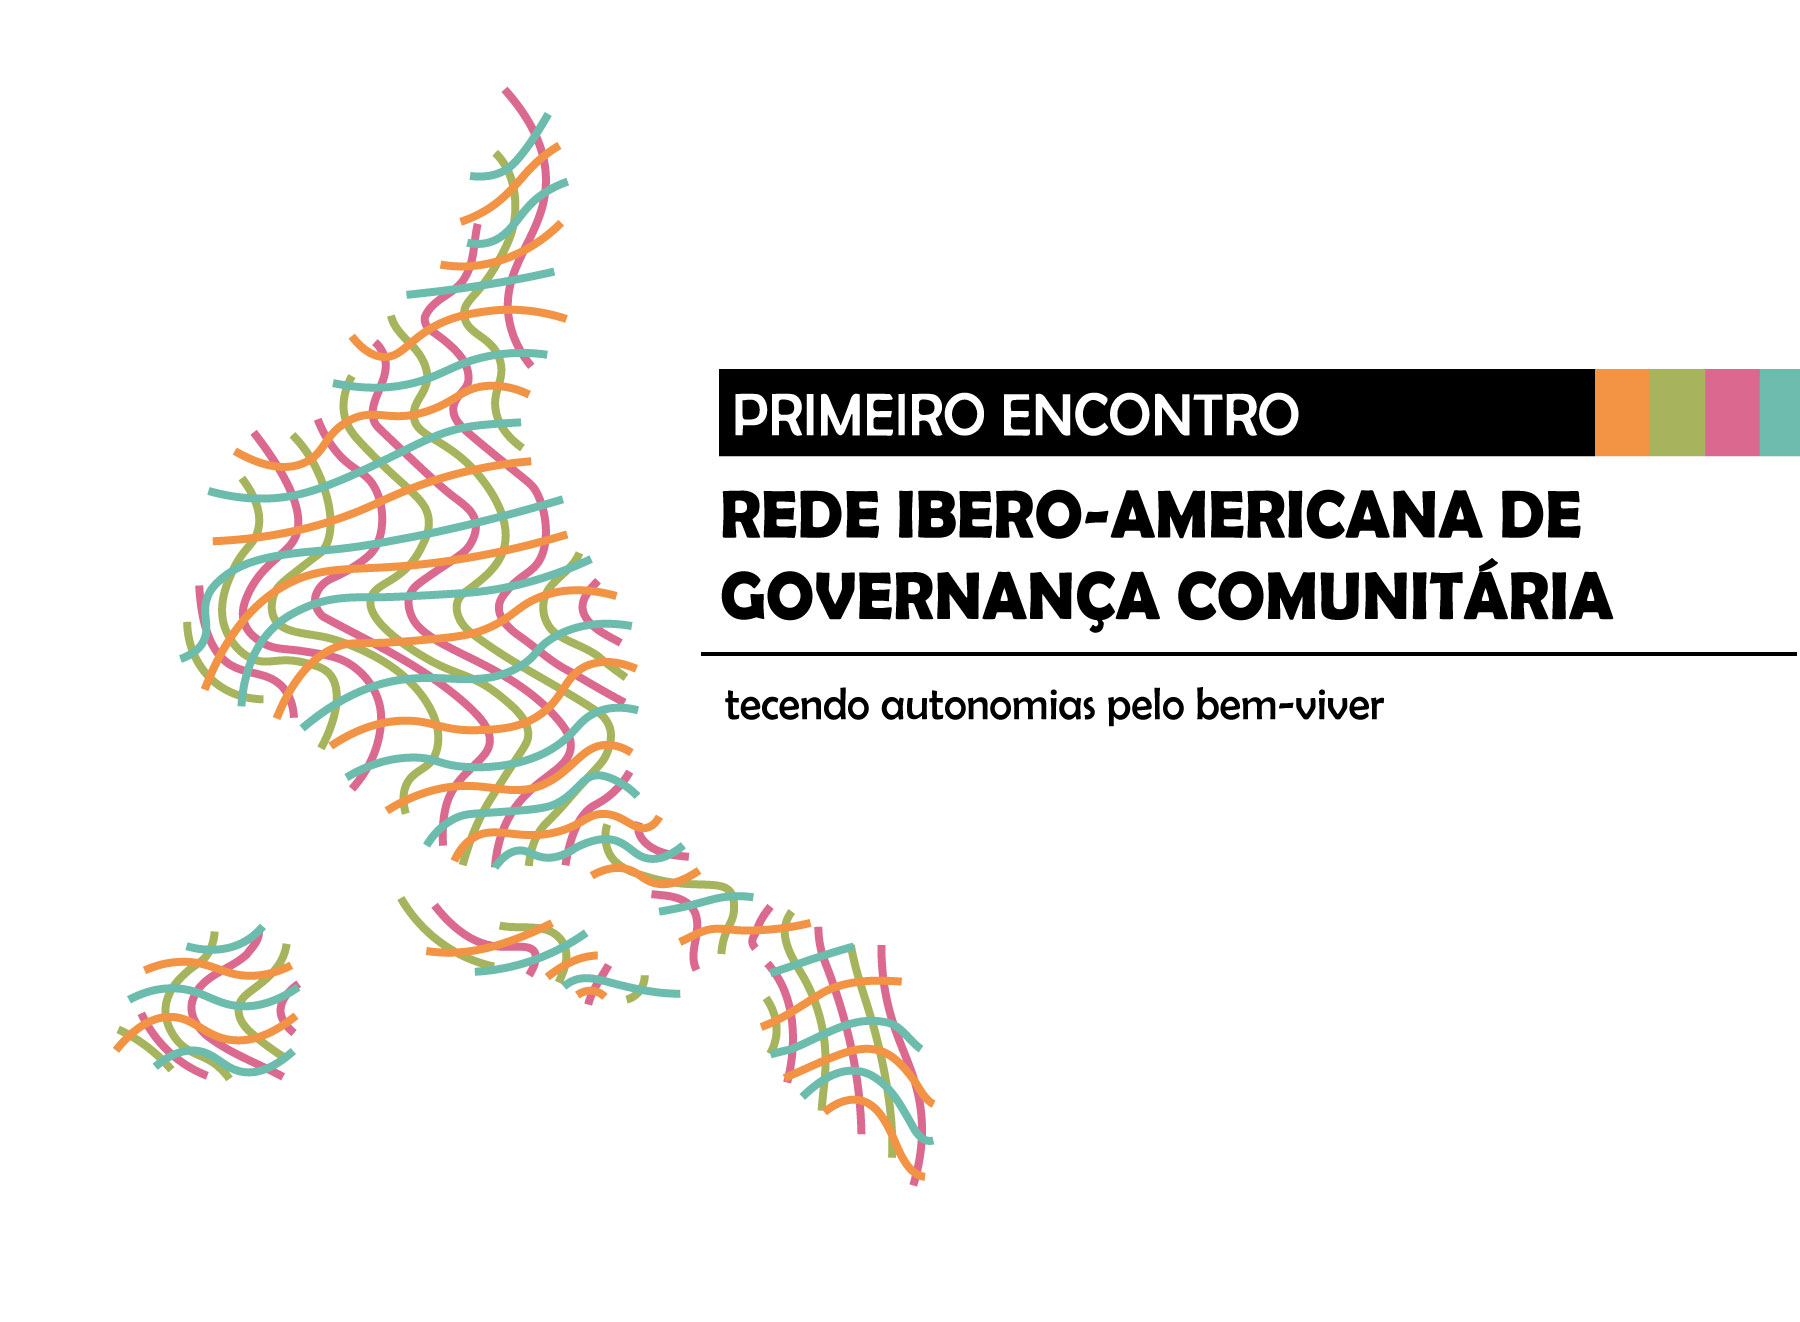 PRIMEIRO ENCONTRO
REDE IBERO-AMERICANA DE
GOVERNANÇA COMUNITÁRIA
tecendo autonomias pelo bem-viver